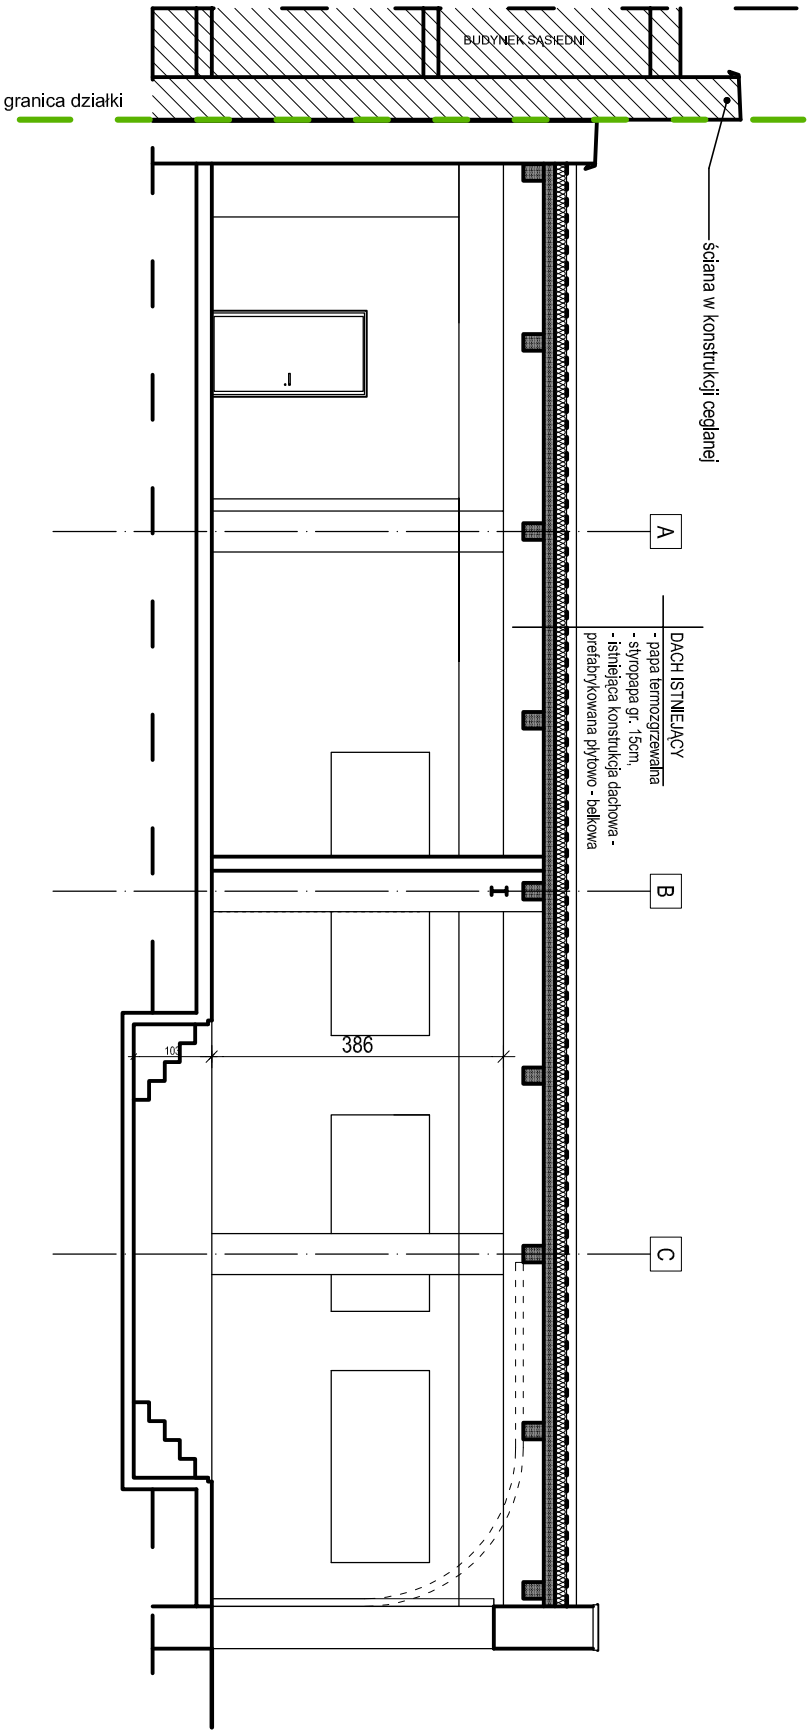 BUDYNEK SĄSIEDNI
granica działki
ściana w konstrukcji ceglanej
A
DACH ISTNIEJĄCY
- papa termozgrzewalna
- styropapa gr. 15cm,
- istniejąca konstrukcja dachowa -
prefabrykowana płytowo - belkowa
B
103
386
C